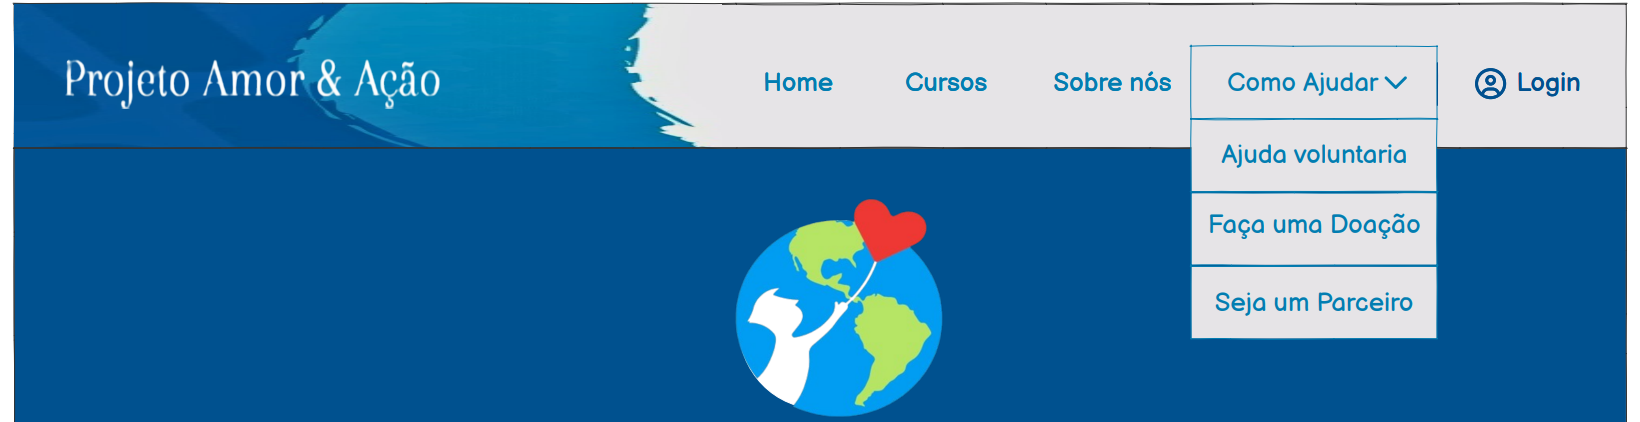 Projeto Amor & Ação
Home
Cursos
Sobre nós
Como Ajudar
Login
Ajuda voluntaria
Faça uma Doação
Seja um Parceiro